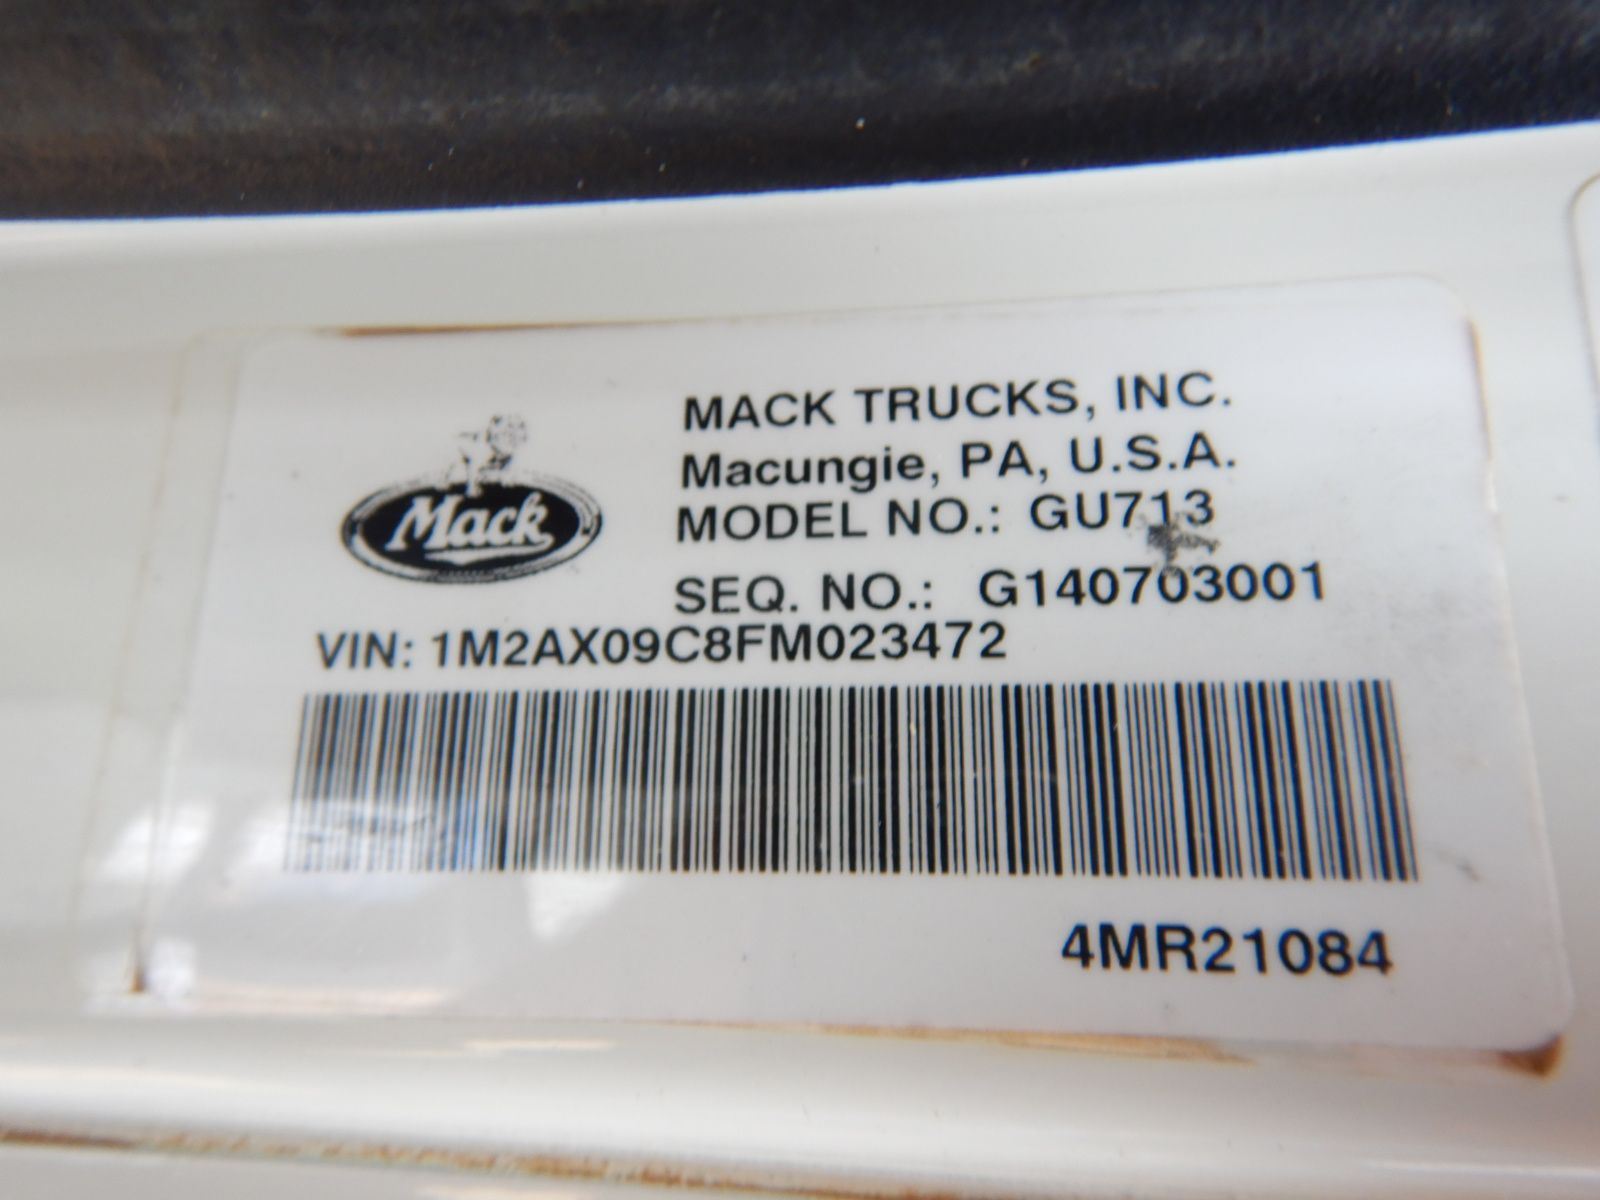 MACK TRUCKS, INC.
Macungie, PA, U.S.A.
Mack
MODEL NO.: GU713
SEQ. NO.: G140703001
VIN: 1M2AX09C8FM023472
4MR21084